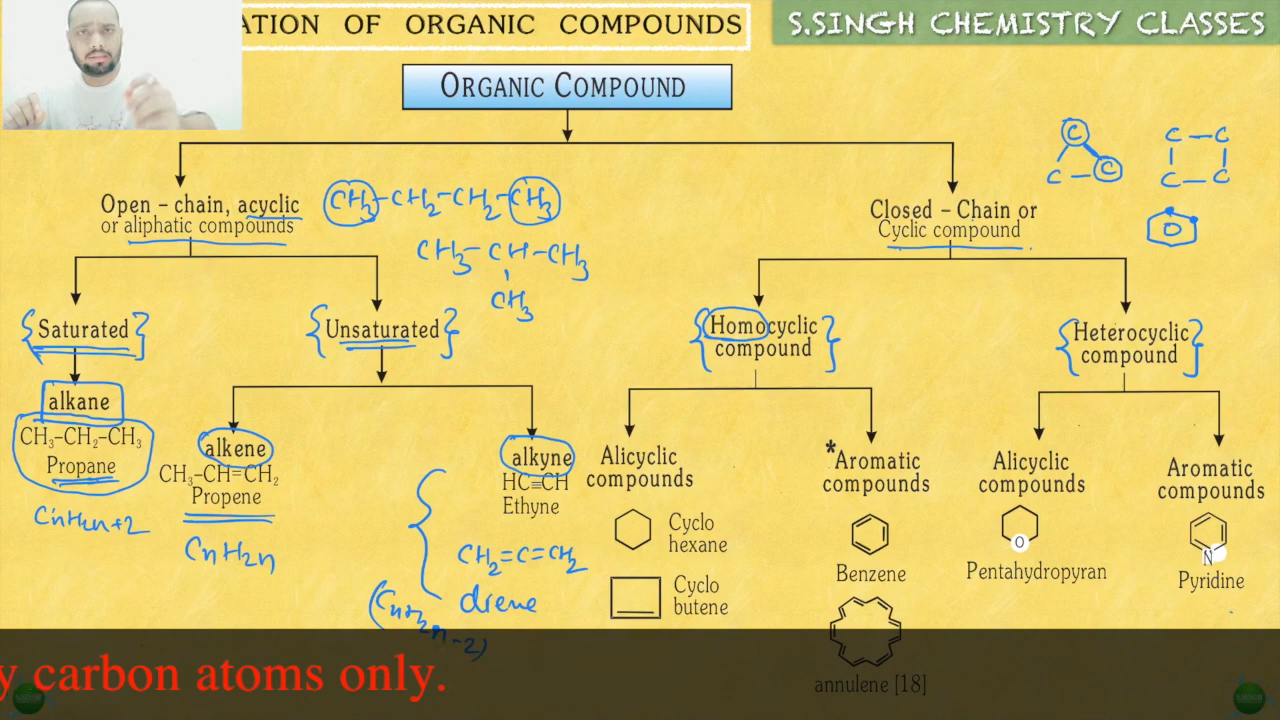 ATION OF ORGANIC COMPOUNDS
S.SINGH CHEMISTRY CLASSES
ORGANIC COMPOUND
Open – chain, acyclic
or aliphatic compounds
CH₃–CH₂–CH₂–CH₃
CH₃–CH–CH₃
CH₃
Closed – Chain or
Cyclic compound
C
C – C
C – C
C – C
Saturated
Unsaturated
Homocyclic
compound
Heterocyclic
compound
alkane
CH₃–CH₂–CH₃
Propane
CnH2n+2
alkene
CH₃–CH=CH₂
Propene
CnH2n
alkyne
HC≡CH
Ethyne
CH₂=C=CH₂
diene
(CnH2n-2)
Alicyclic
compounds
Cyclo
hexane
Cyclo
butene
*Aromatic
compounds
Benzene
annulene [18]
Alicyclic
compounds
O
Pentahydropyran
Aromatic
compounds
N
Pyridine
y carbon atoms only.